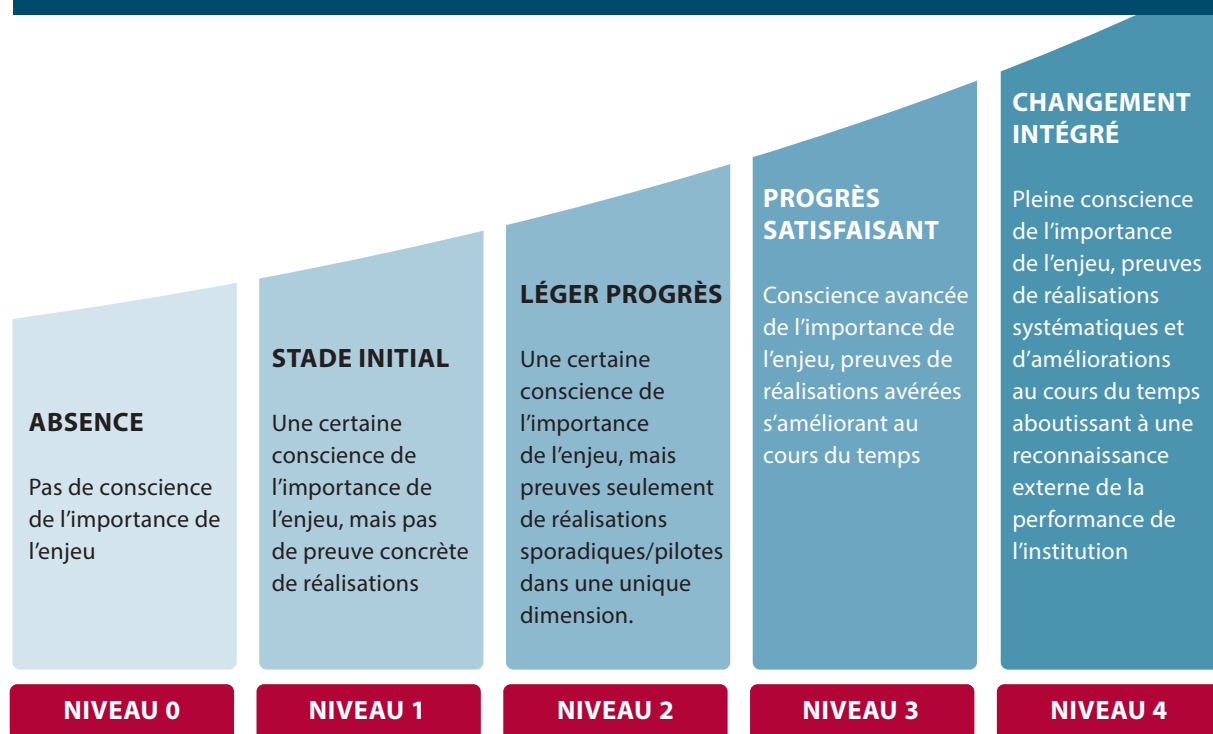 ABSENCE
Pas de conscience
de l’importance de
l’enjeu
NIVEAU 0
STADE INITIAL
Une certaine
conscience de
l’importance de
l’enjeu, mais pas
de preuve concrète
de réalisations
NIVEAU 1
LÉGER PROGRÈS
Une certaine
conscience de
l’importance
de l’enjeu, mais
preuves seulement
de réalisations
sporadiques/pilotes
dans une unique
dimension.
NIVEAU 2
PROGRÈS
SATISFAISANT
Conscience avancée
de l’importance de
l’enjeu, preuves de
réalisations avérées
s’améliorant au
cours du temps
NIVEAU 3
CHANGEMENT
INTÉGRÉ
Pleine conscience
de l’importance
de l’enjeu, preuves
de réalisations
systématiques et
d’améliorations
au cours du temps
aboutissant à une
reconnaissance
externe de la
performance de
l’institution
NIVEAU 4